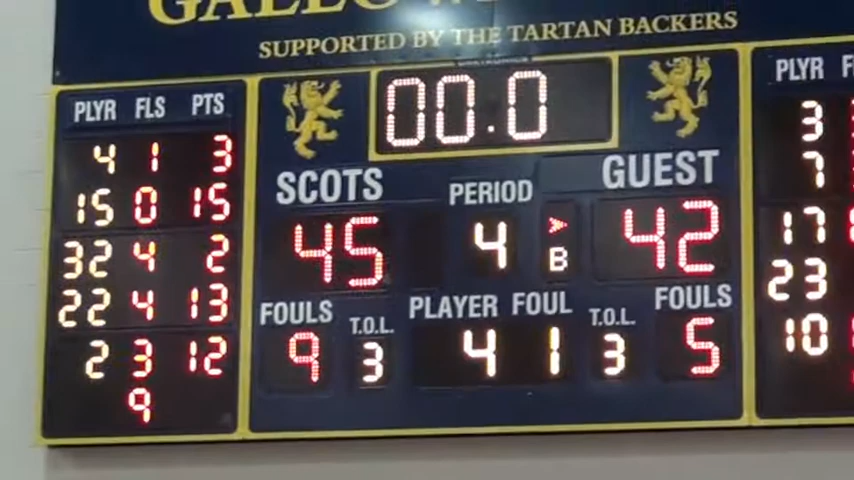 GALLO
SUPPORTED BY THE TARTAN BACKERS
PLYR FLS PTS
4 1 3
15 0 15
32 4 2
22 4 13
2 3 12
9
00.0
SCOTS
45
PERIOD
4
B
GUEST
42
FOULS
9
T.O.L.
3
PLAYER FOUL
4 1
T.O.L.
3
FOULS
5
PLYR
3
7
17
23
10